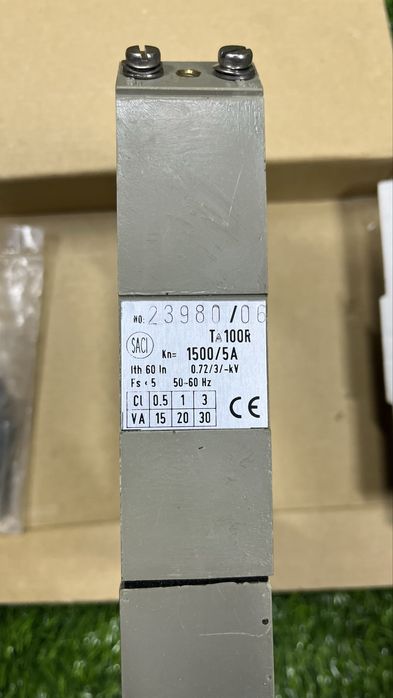 NO: 23980/06
TA100R
SACI
Kn= 1500/5A
Ith 60 In 0.72/3/-kV
Fs < 5 50-60 Hz
Cl 0.5 1 3
VA 15 20 30
CE